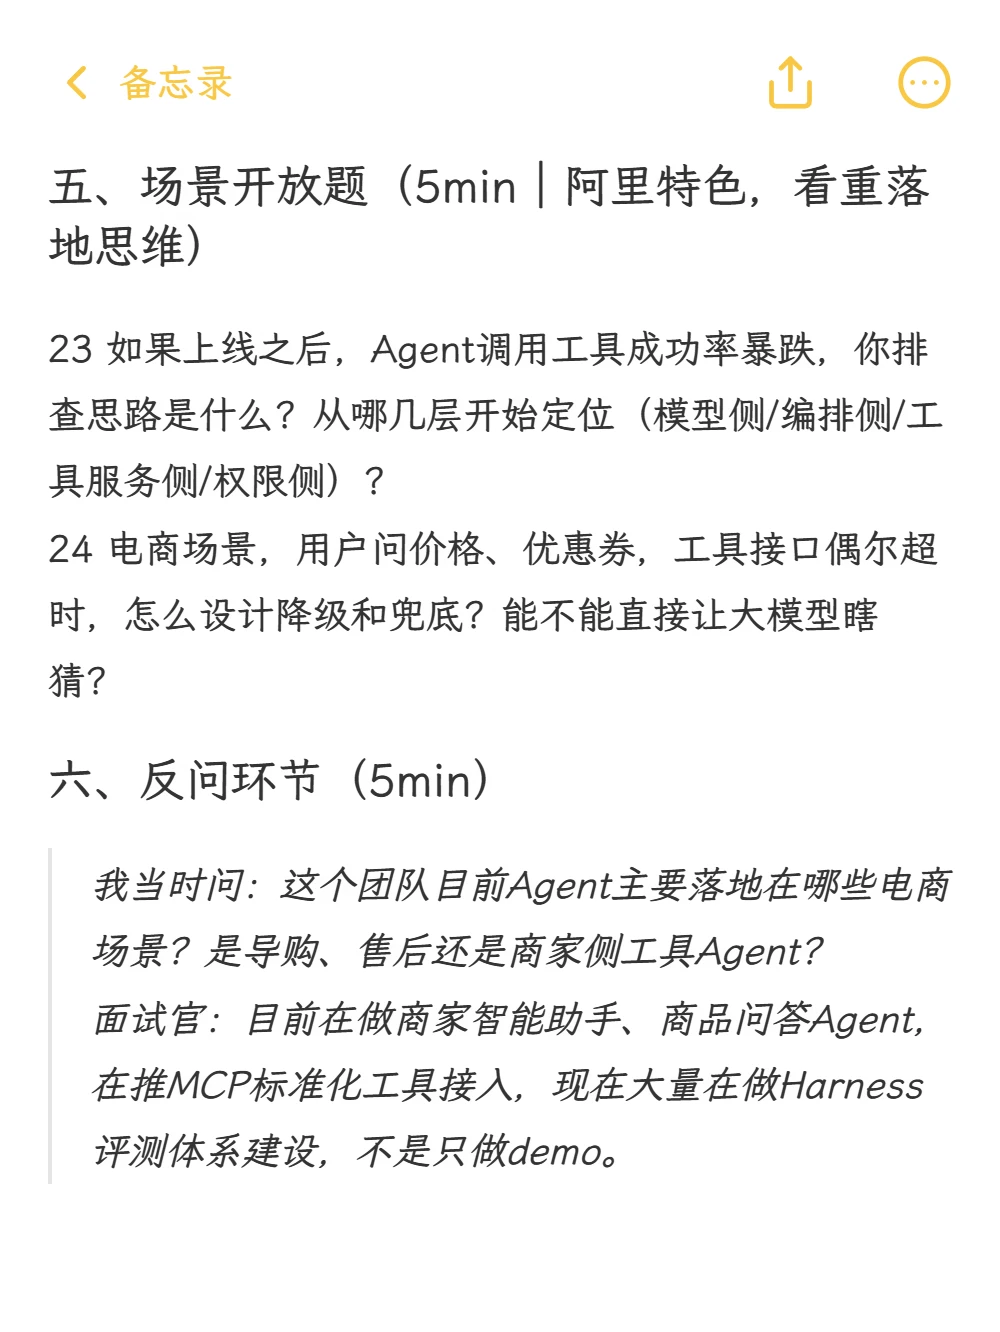 备忘录
五、场景开放题（5min｜阿里特色，看重落
地思维）
23 如果上线之后，Agent调用工具成功率暴跌，你排
查思路是什么？从哪几层开始定位（模型侧/编排侧/工
具服务侧/权限侧）？
24 电商场景，用户问价格、优惠券，工具接口偶尔超
时，怎么设计降级和兜底？能不能直接让大模型瞎
猜？
六、反问环节（5min）
我当时问：这个团队目前Agent主要落地在哪些电商
场景？是导购、售后还是商家侧工具Agent？
面试官：目前在做商家智能助手、商品问答Agent，
在推MCP标准化工具接入，现在大量在做Harness
评测体系建设，不是只做demo。